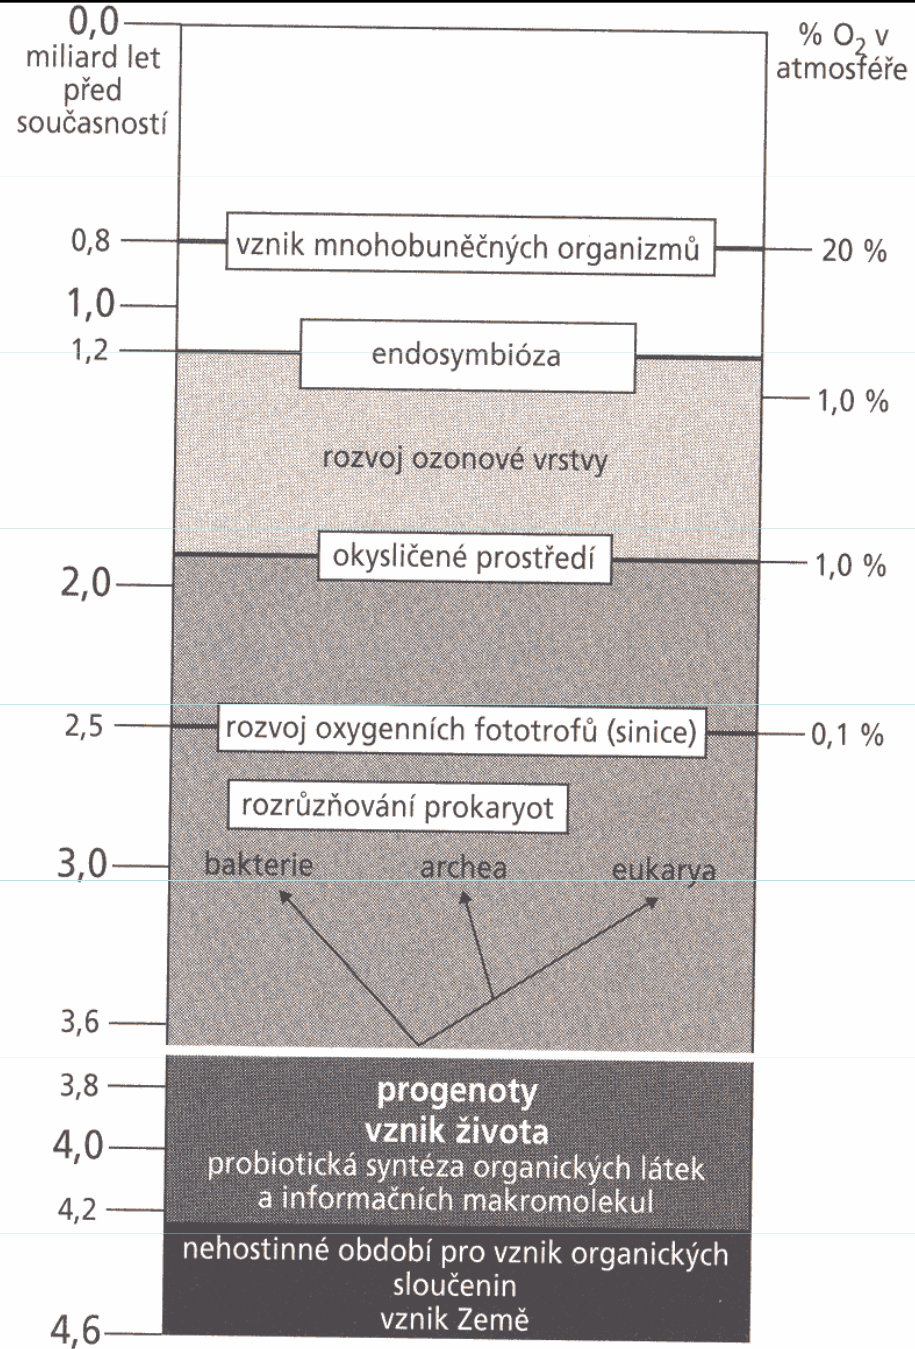 0,0
miliard let
před
současností
% O₂ v
atmosféře
0,8
vznik mnohobuněčných organizmů
20 %
1,0
1,2
endosymbióza
1,0 %
rozvoj ozonové vrstvy
okysličené prostředí
1,0 %
2,0
2,5
rozvoj oxygenních fototrofů (sinice)
0,1 %
rozrůzňování prokaryot
3,0
bakterie
archea
eukarya
3,6
3,8
progenoty
vznik života
4,0
probiotická syntéza organických látek
a informačních makromolekul
4,2
nehostinné období pro vznik organických
sloučenin
vznik Země
4,6